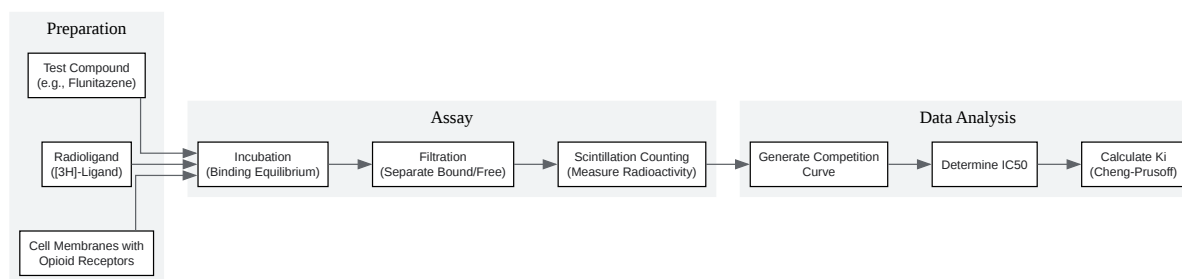 Preparation
Test Compound
(e.g., Flunitazene)
Radioligand
([3H]-Ligand)
Cell Membranes with
Opioid Receptors
Assay
Incubation
(Binding Equilibrium)
Filtration
(Separate Bound/Free)
Scintillation Counting
(Measure Radioactivity)
Data Analysis
Generate Competition
Curve
Determine IC50
Calculate Ki
(Cheng-Prusoff)